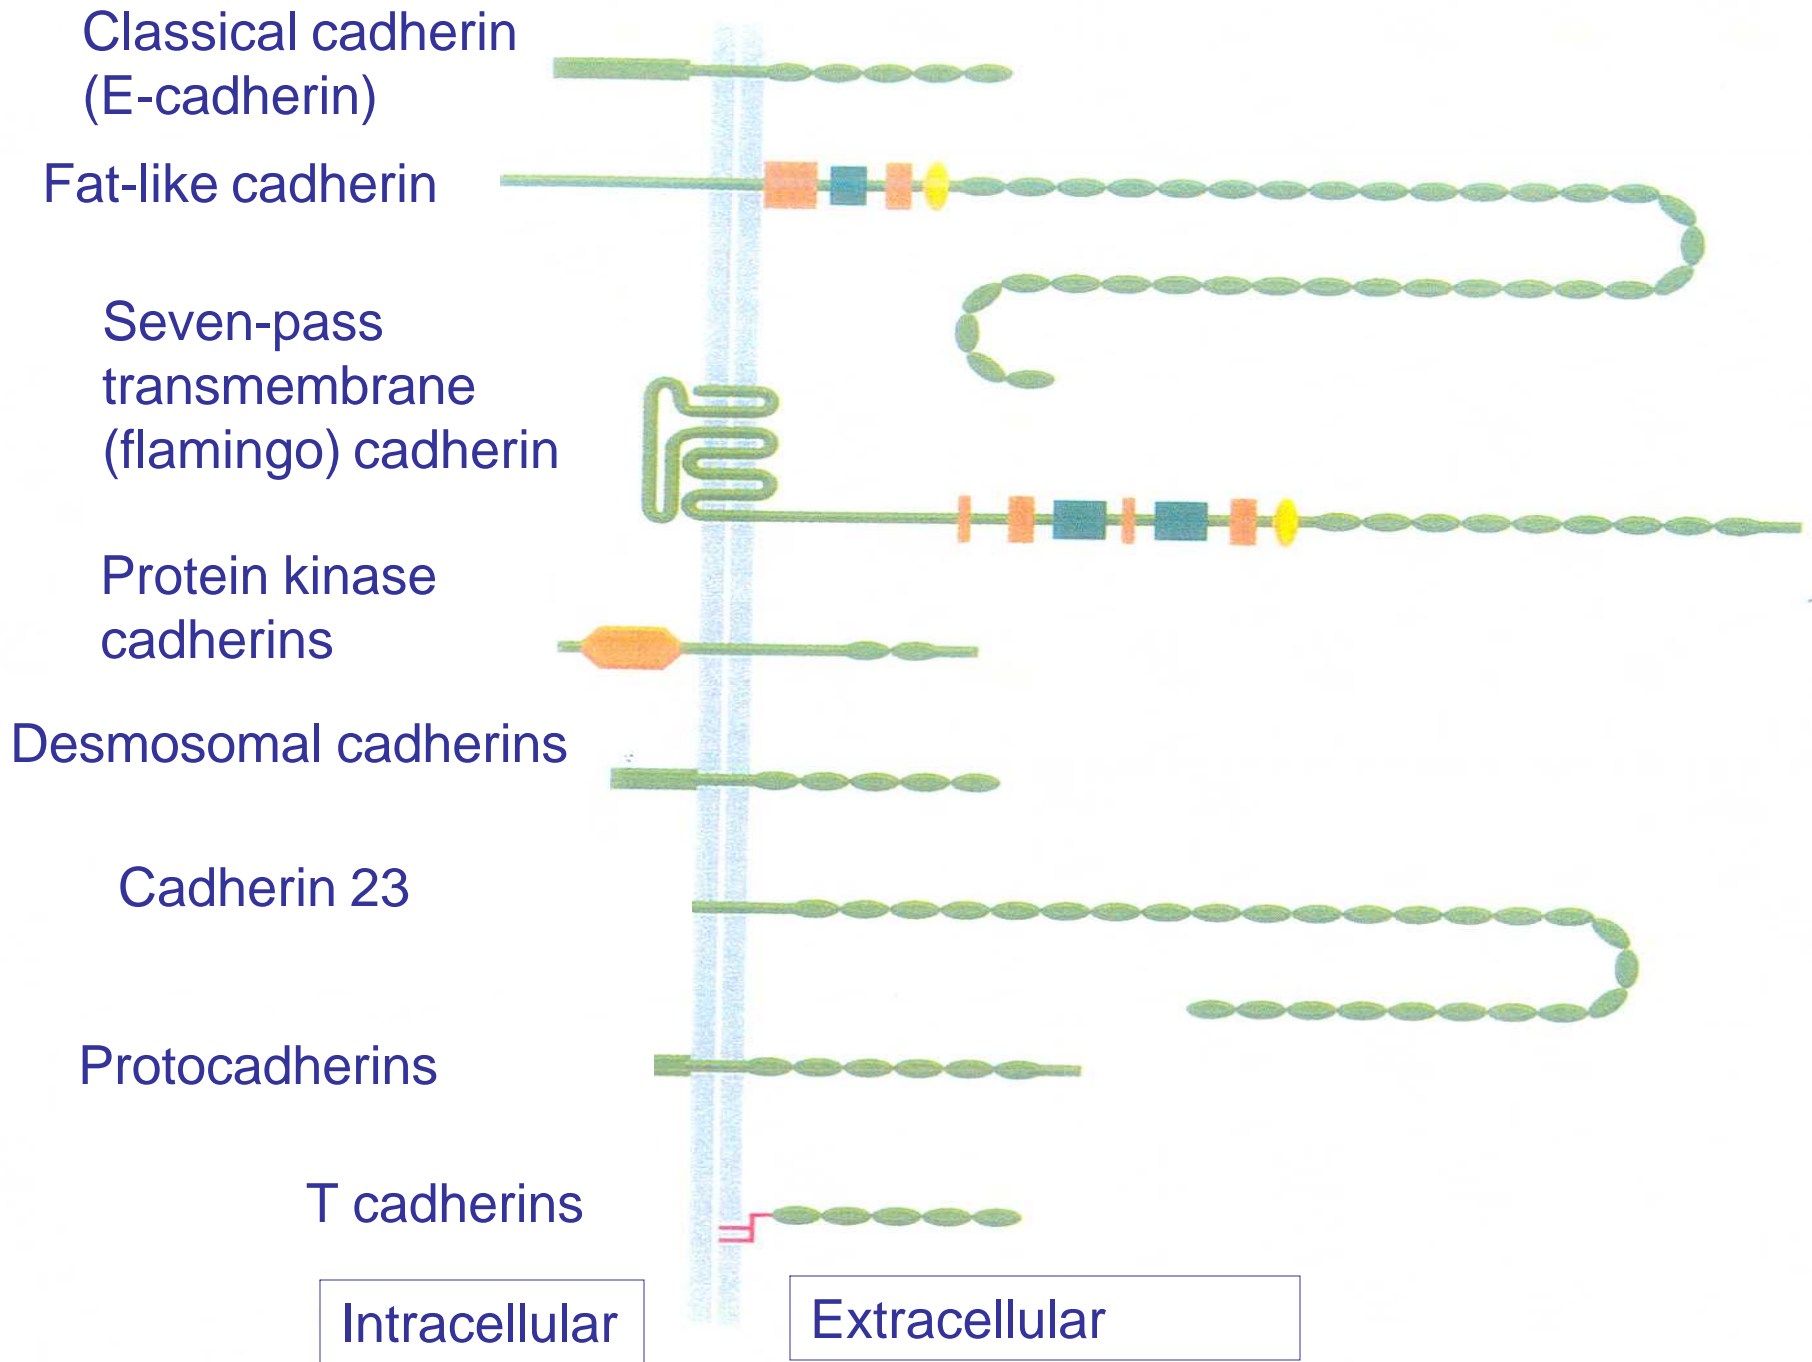 Classical cadherin
(E-cadherin)
Fat-like cadherin
Seven-pass
transmembrane
(flamingo) cadherin
Protein kinase
cadherins
Desmosomal cadherins
Cadherin 23
Protocadherins
T cadherins
Intracellular
Extracellular